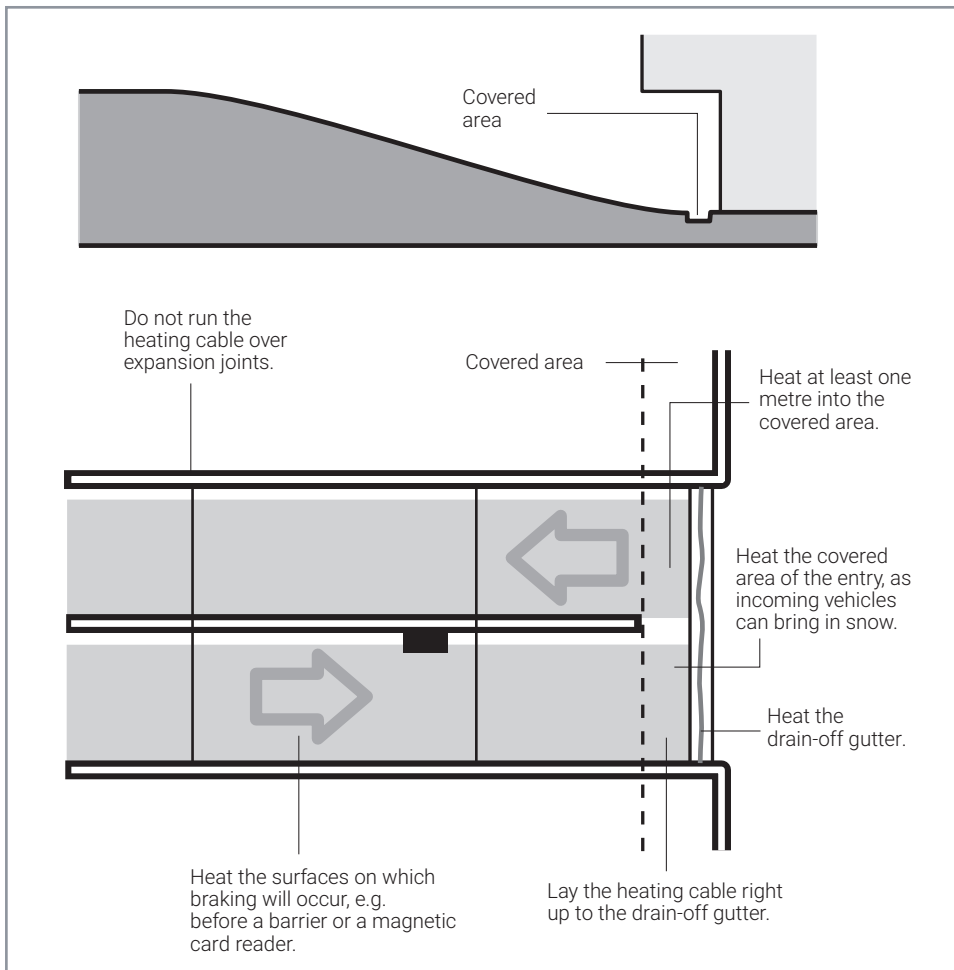 Covered
area
Do not run the
heating cable over
expansion joints.
Covered area
Heat at least one
metre into the
covered area.
Heat the covered
area of the entry, as
incoming vehicles
can bring in snow.
Heat the
drain-off gutter.
Heat the surfaces on which
braking will occur, e.g.
before a barrier or a magnetic
card reader.
Lay the heating cable right
up to the drain-off gutter.